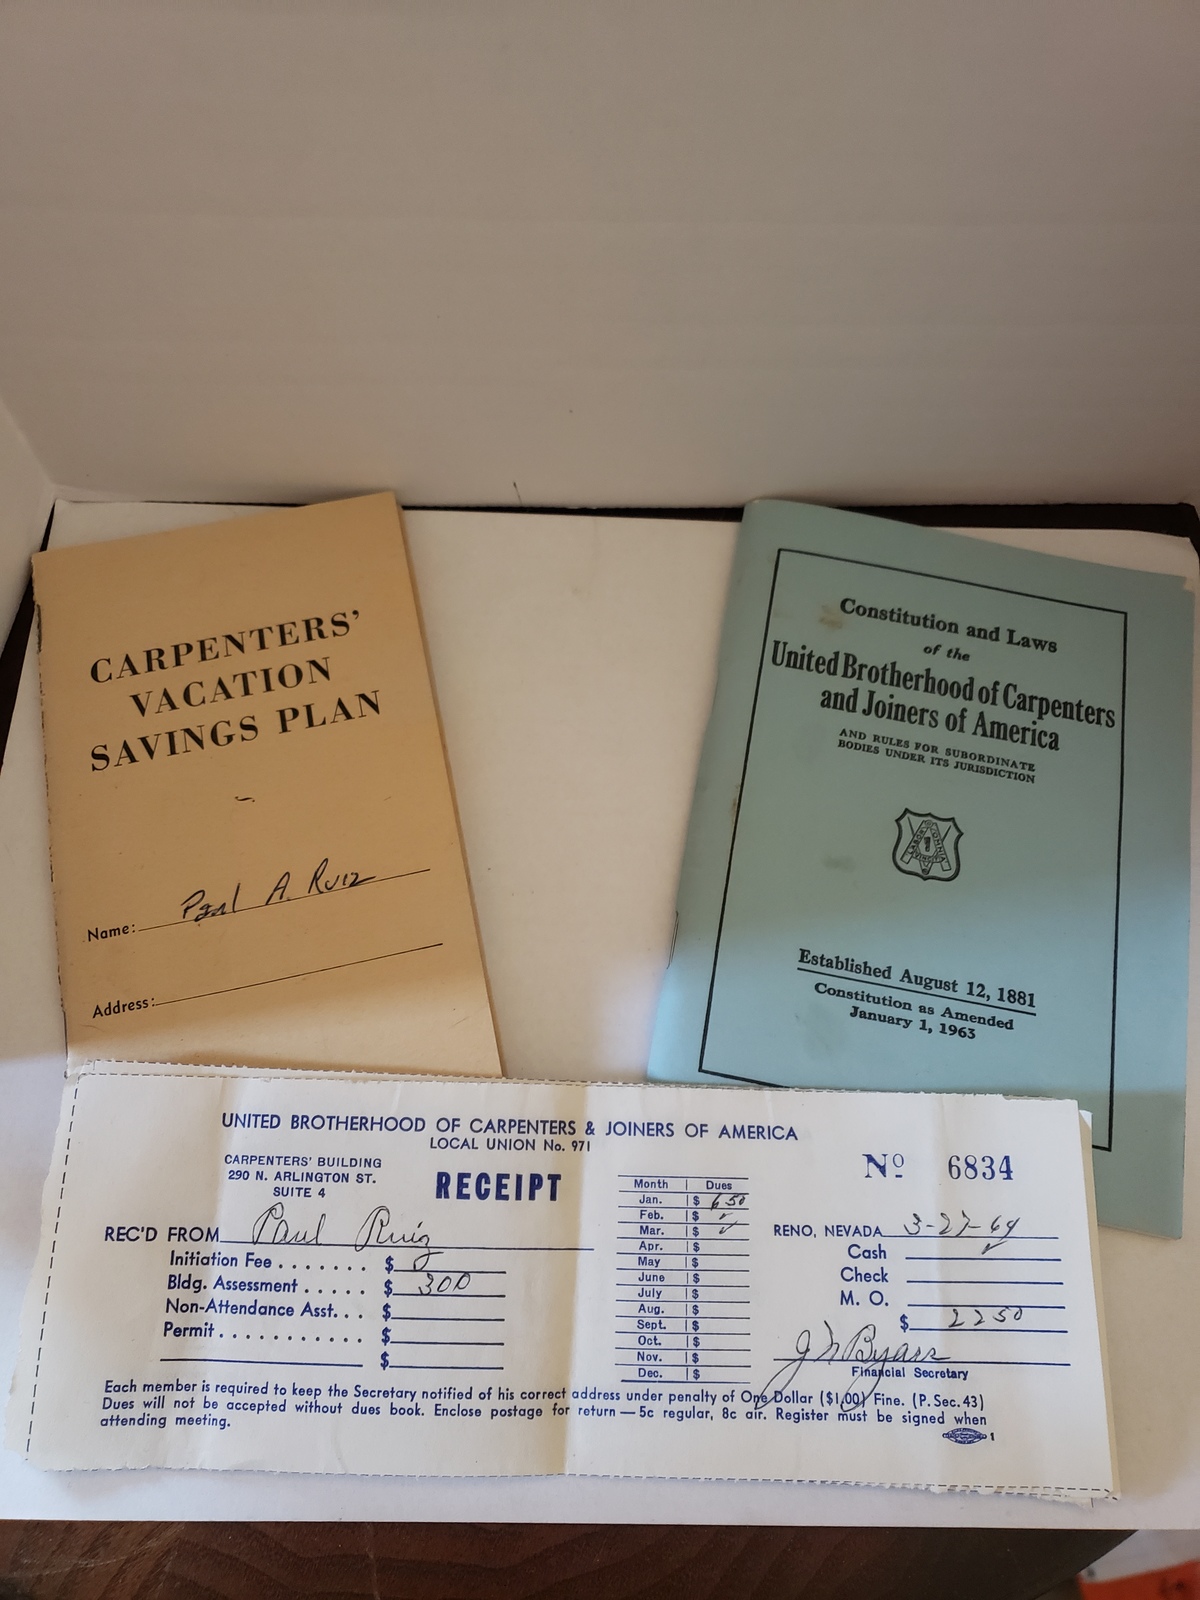 CARPENTERS'
VACATION
SAVINGS PLAN
Name: Paul A. Ruiz
Address:
Constitution and Laws
of the
United Brotherhood of Carpenters
and Joiners of America
AND RULES FOR SUBORDINATE
BODIES UNDER ITS JURISDICTION
LABOR OMNIA VINCIT
Established August 12, 1881
Constitution as Amended
January 1, 1963
UNITED BROTHERHOOD OF CARPENTERS & JOINERS OF AMERICA
LOCAL UNION No. 971
CARPENTERS' BUILDING
290 N. ARLINGTON ST.
SUITE 4
RECEIPT
No 6834
REC'D FROM Paul Ruiz
Initiation Fee . . . . . . . $
Bldg. Assessment . . . . . $ 300
Non-Attendance Asst. . . $
Permit . . . . . . . . . . . $
$
Month Dues
Jan. $ 6 50
Feb. $ ✓
Mar. $ ✓
Apr. $
May $
June $
July $
Aug. $
Sept. $
Oct. $
Nov. $
Dec. $
RENO, NEVADA 3-27-64
Cash ✓
Check
M. O.
$ 22 50
Byars
Financial Secretary
Each member is required to keep the Secretary notified of his correct address under penalty of One Dollar ($1.00) Fine. (P. Sec. 43)
Dues will not be accepted without dues book. Enclose postage for return — 5c regular, 8c air. Register must be signed when
attending meeting.
1